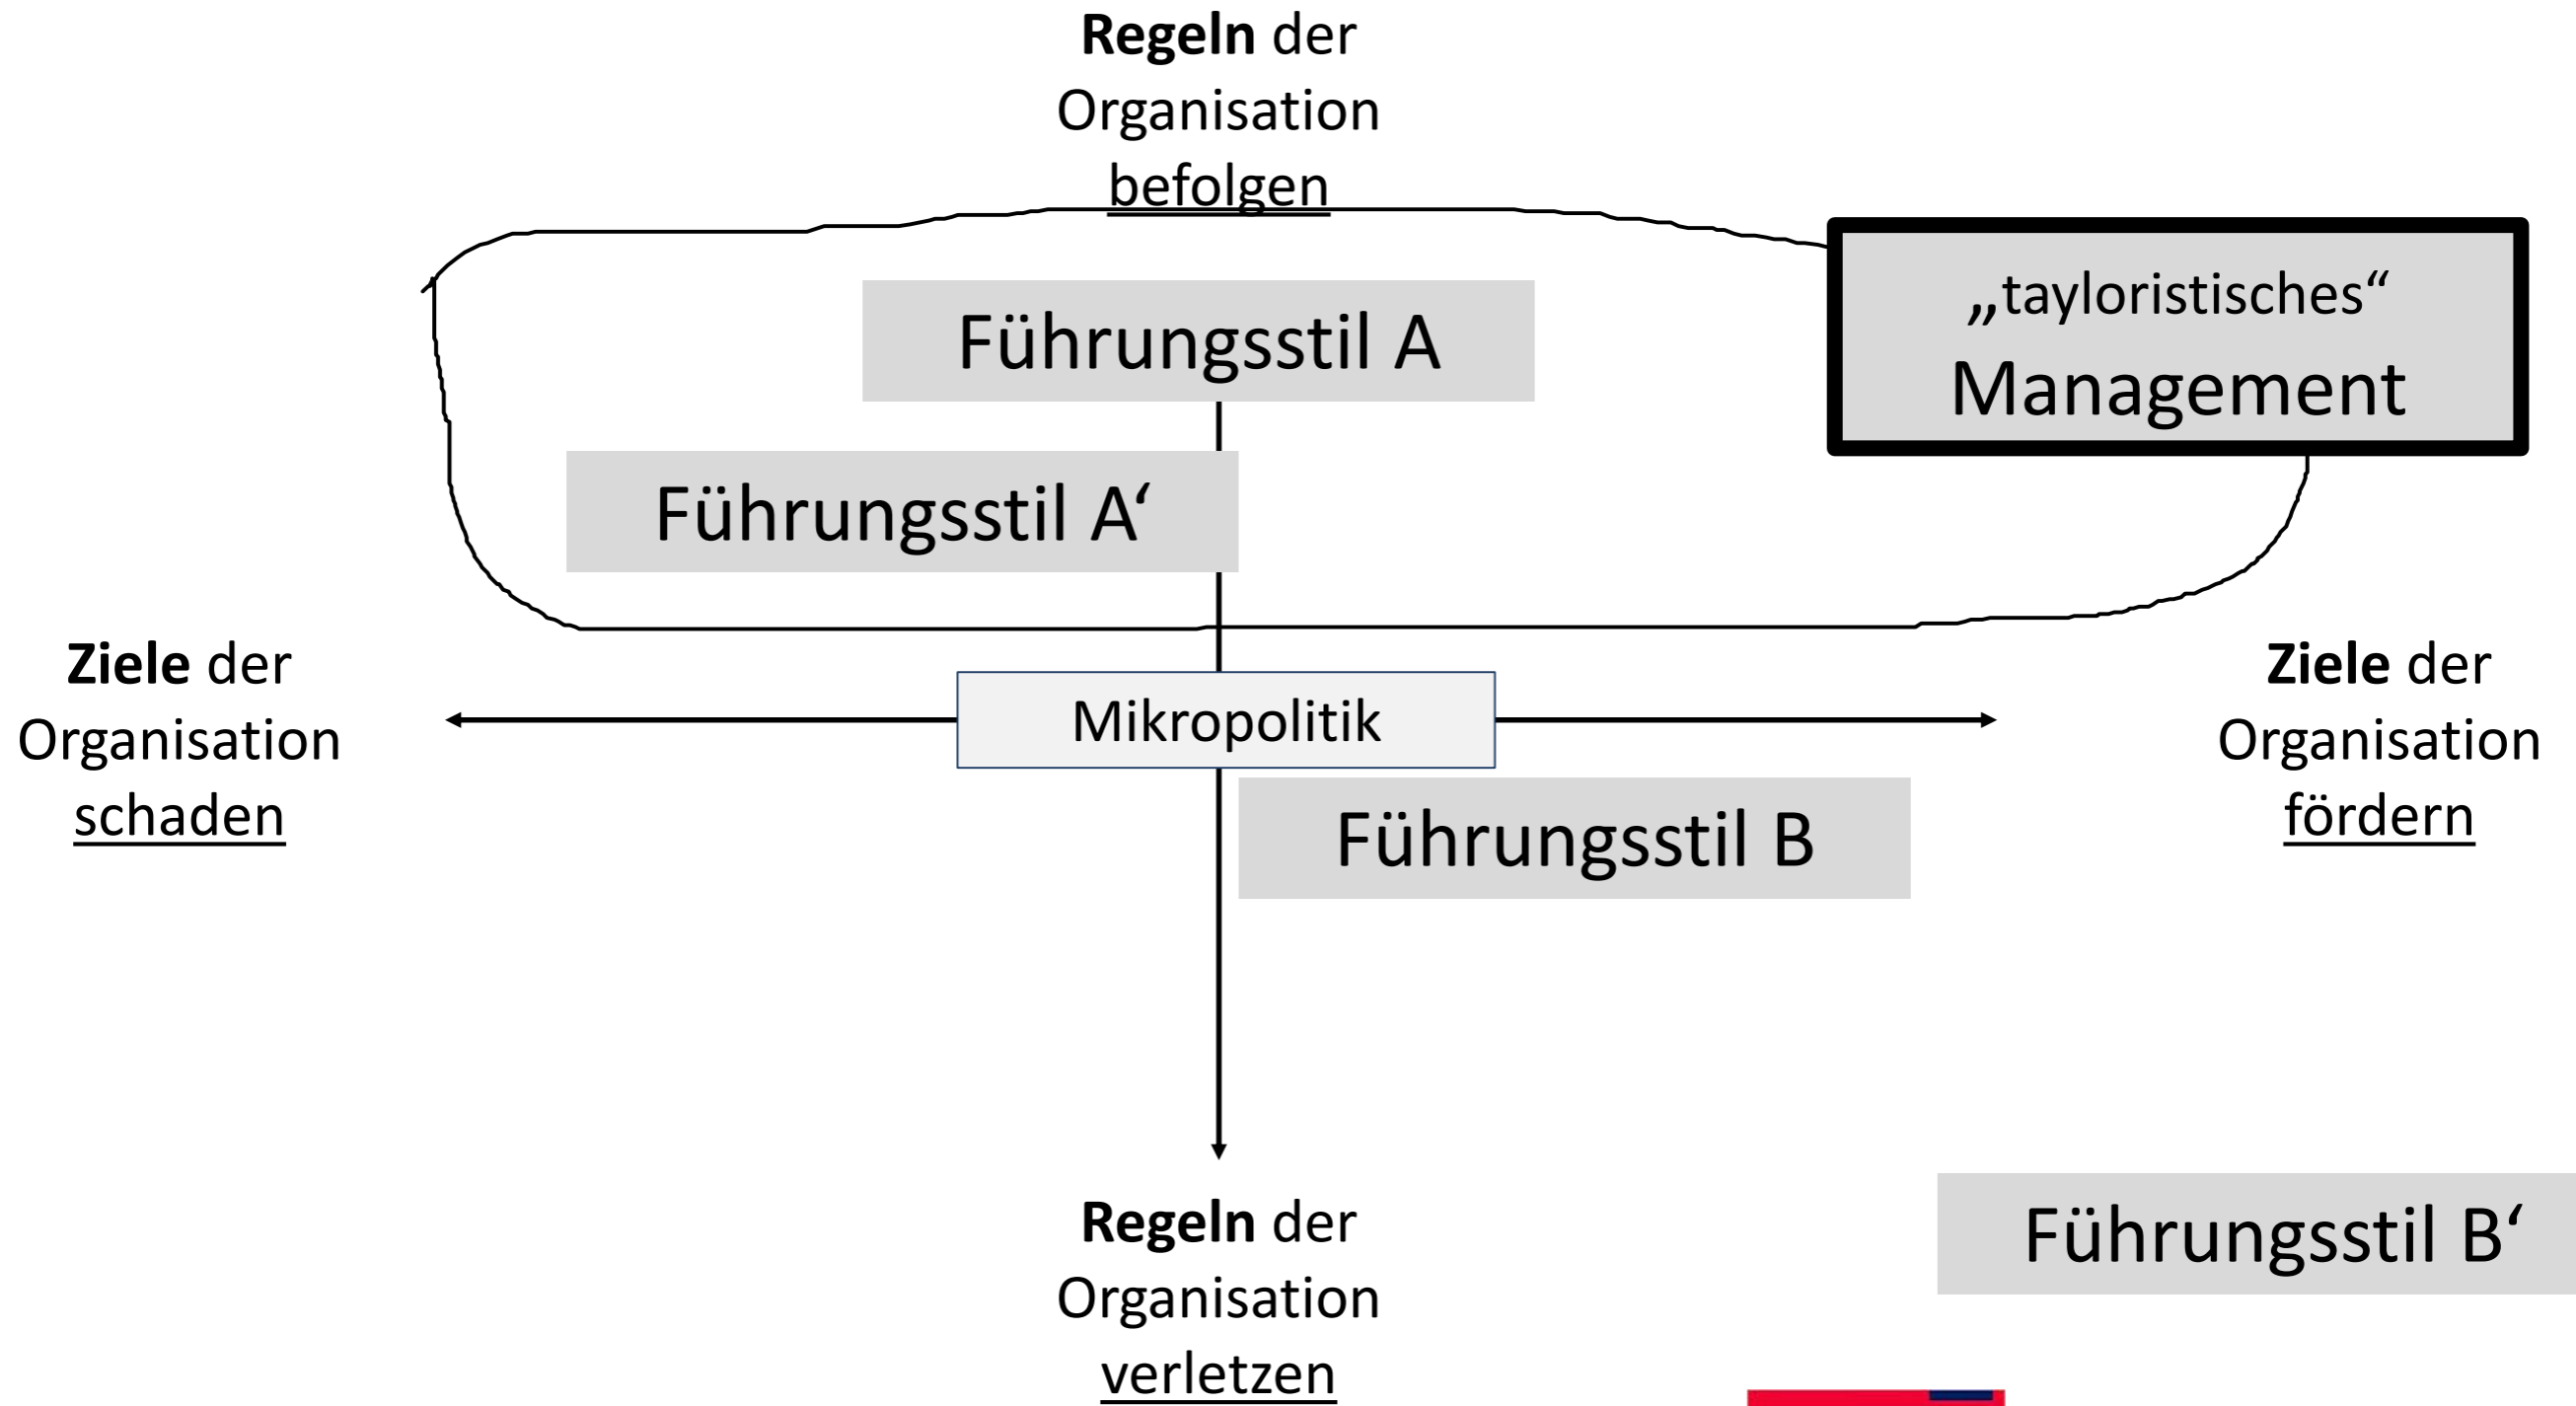 Regeln der
Organisation
befolgen
„tayloristisches“
Management
Führungsstil A
Führungsstil A‘
Ziele der
Organisation
schaden
Mikropolitik
Ziele der
Organisation
fördern
Führungsstil B
Führungsstil B‘
Regeln der
Organisation
verletzen